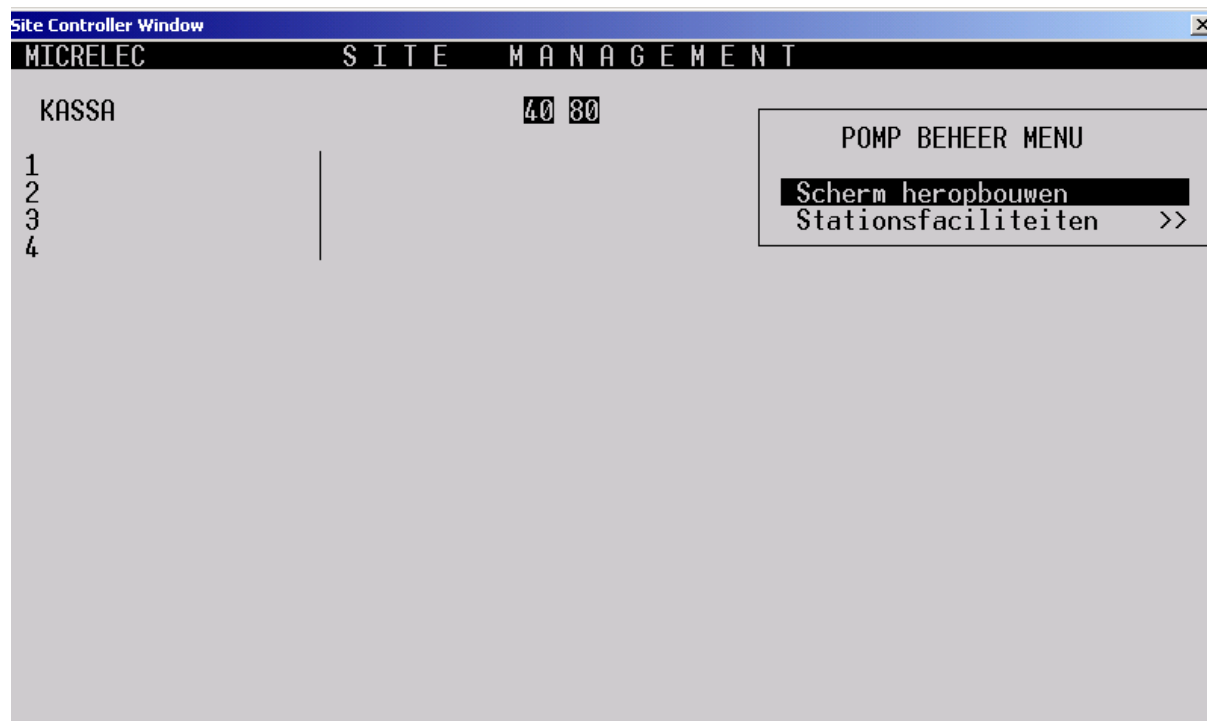 Site Controller Window
MICRELEC S I T E M A N A G E M E N T
KASSA 40 80
POMP BEHEER MENU
Scherm heropbouwen
Stationsfaciliteiten >>
1
2
3
4